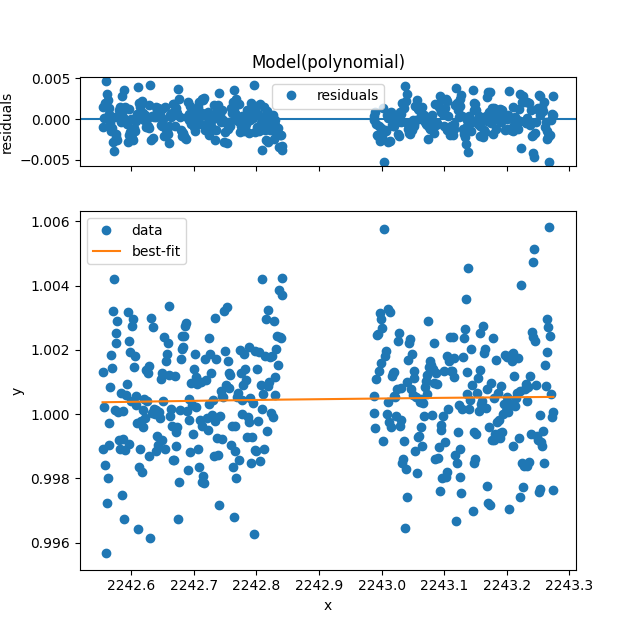 Model(polynomial)
residuals
0.005
0.000
−0.005
residuals
y
data
best-fit
1.006
1.004
1.002
1.000
0.998
0.996
2242.6 2242.7 2242.8 2242.9 2243.0 2243.1 2243.2 2243.3
x